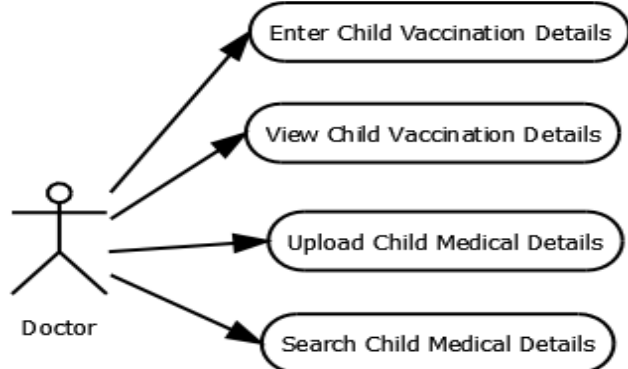 Enter Child Vaccination Details
View Child Vaccination Details
Upload Child Medical Details
Search Child Medical Details
Doctor